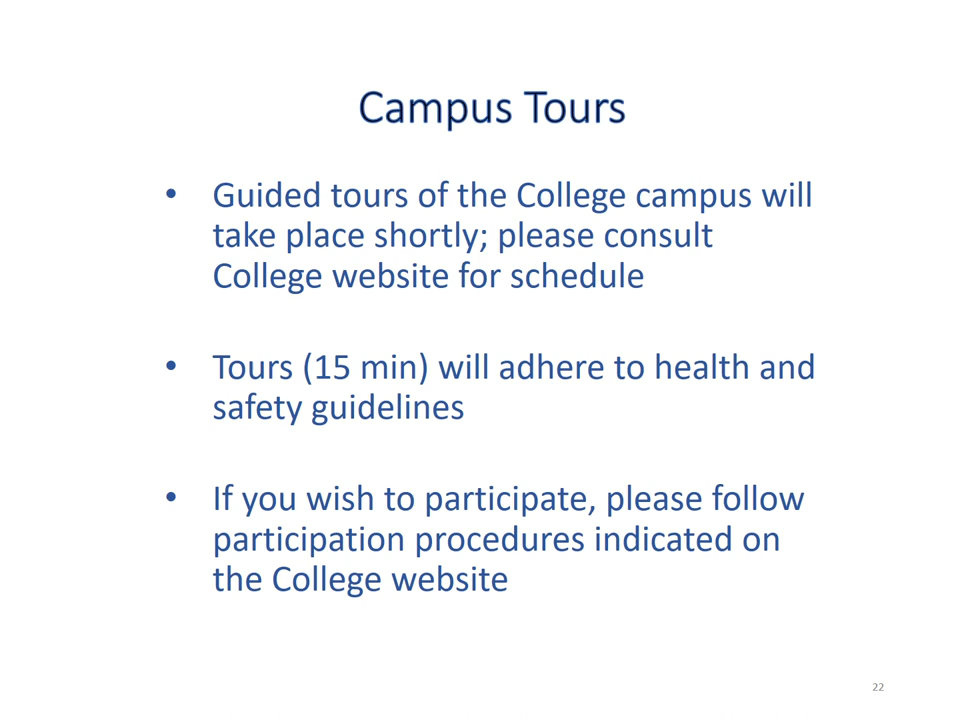 Campus Tours
• Guided tours of the College campus will
take place shortly; please consult
College website for schedule
• Tours (15 min) will adhere to health and
safety guidelines
• If you wish to participate, please follow
participation procedures indicated on
the College website
22